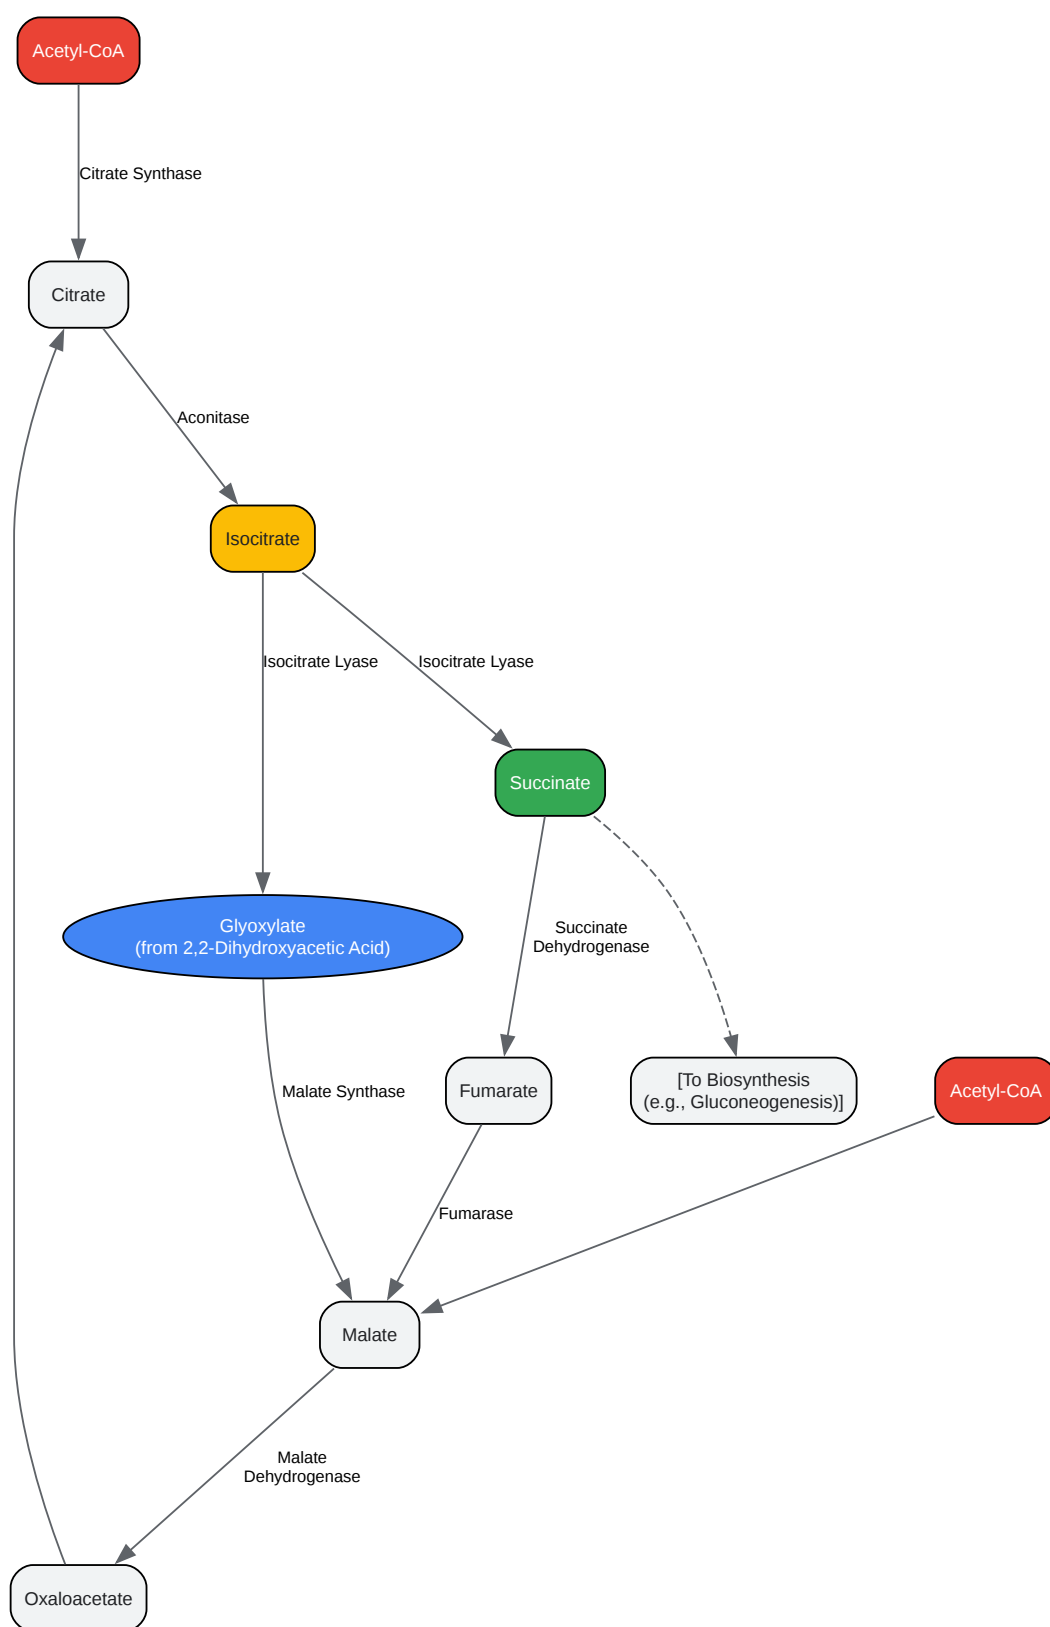 Acetyl-CoA
Citrate Synthase
Citrate
Aconitase
Isocitrate
Isocitrate Lyase
Isocitrate Lyase
Succinate
Glyoxylate
(from 2,2-Dihydroxyacetic Acid)
Succinate
Dehydrogenase
Malate Synthase
Fumarate
[To Biosynthesis
(e.g., Gluconeogenesis)]
Acetyl-CoA
Fumarase
Malate
Malate
Dehydrogenase
Oxaloacetate